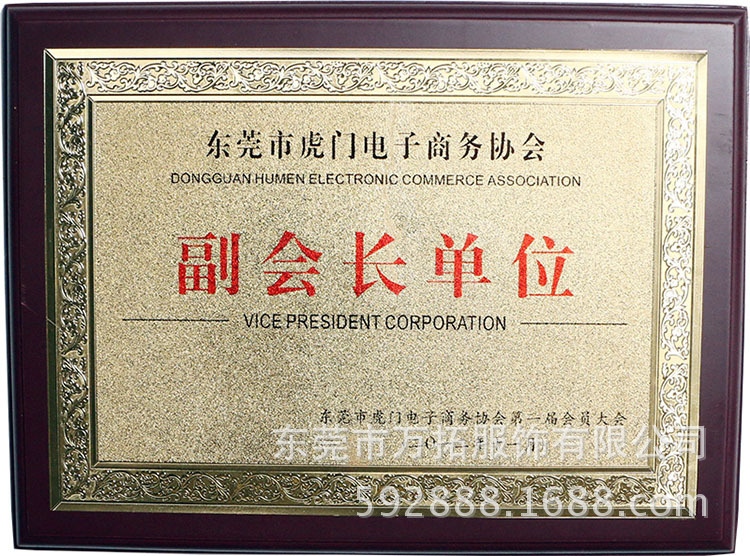 东莞市虎门电子商务协会
DONGGUAN HUMEN ELECTRONIC COMMERCE ASSOCIATION
副会长单位
VICE PRESIDENT CORPORATION
东莞市虎门电子商务协会第一届会员大会
东莞市万拓服饰有限公司
592888.1688.com